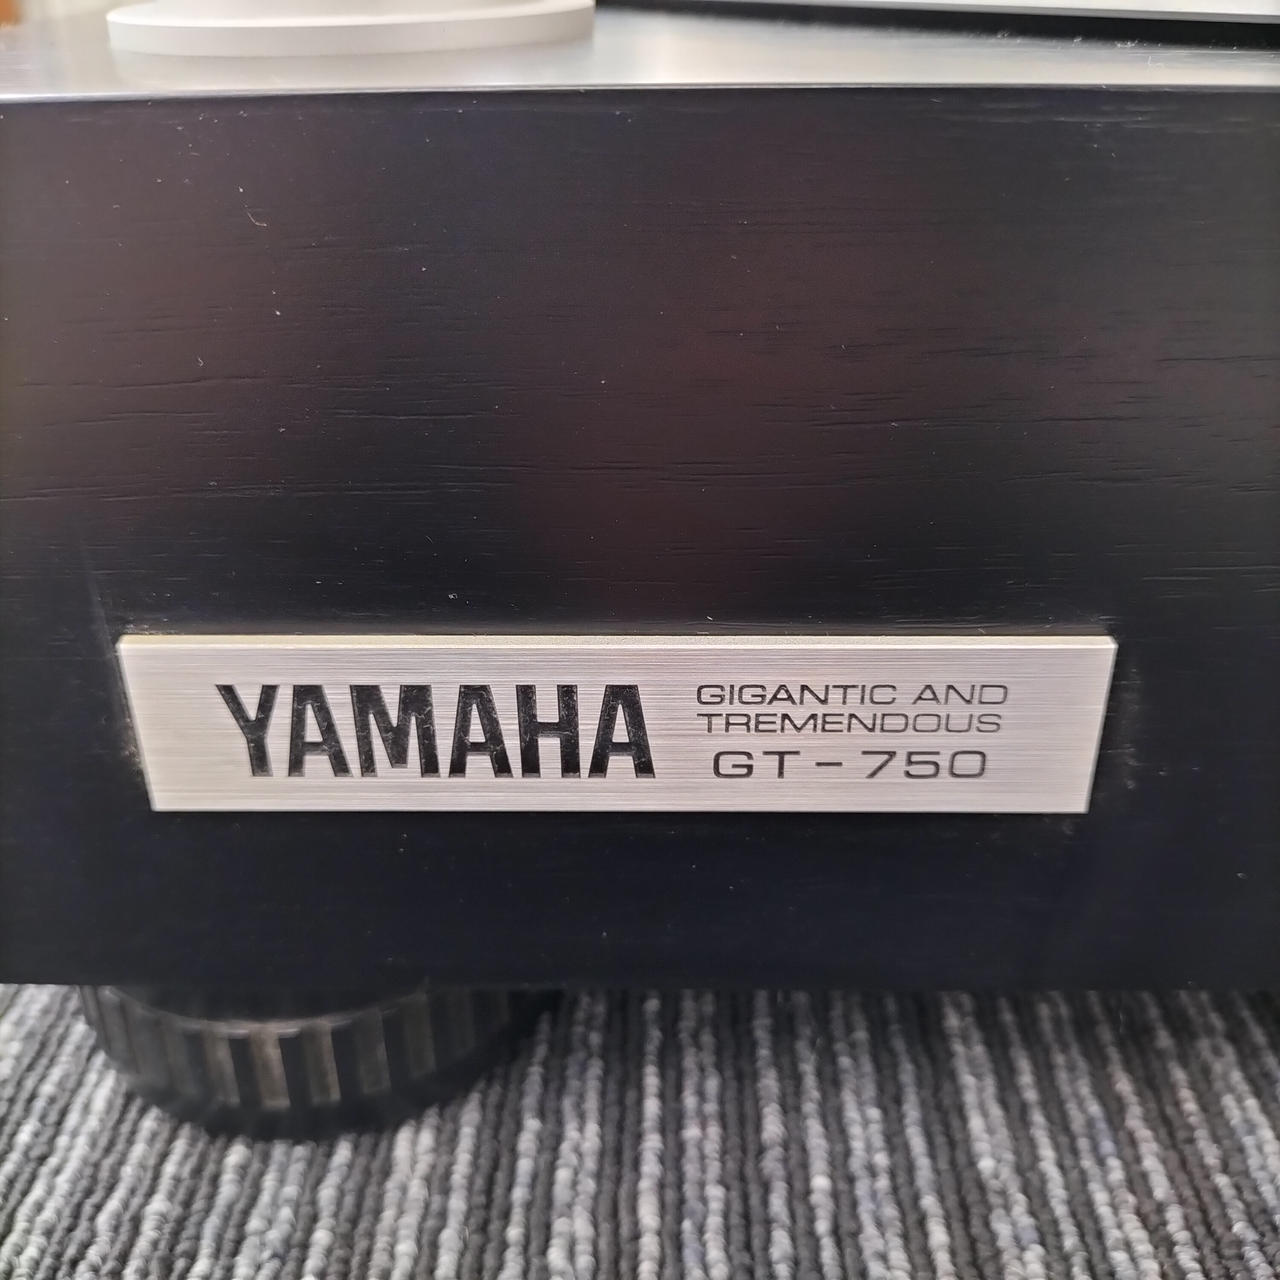 YAMAHA
GIGANTIC AND
TREMENDOUS
GT-750